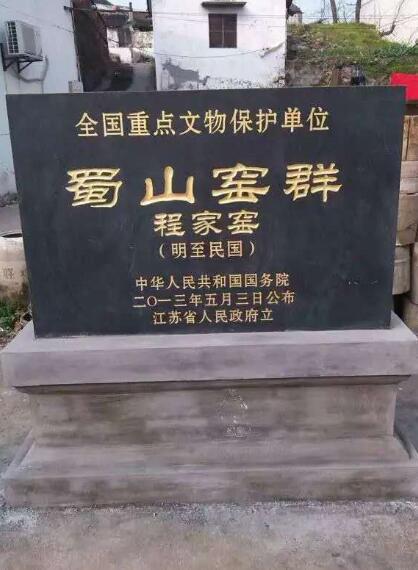 全国重点文物保护单位
蜀山窑群
程家窑
（明至民国）
中华人民共和国国务院
二〇一三年五月三日公布
江苏省人民政府立